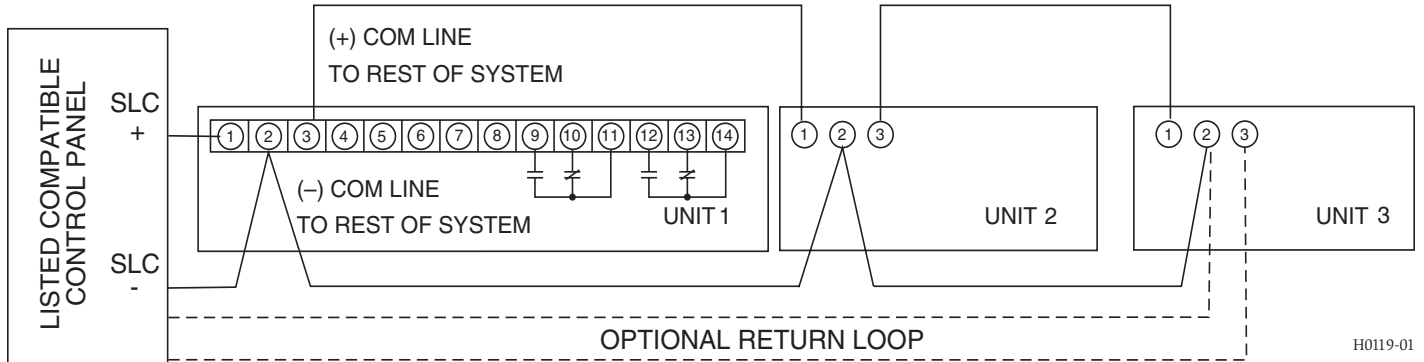 LISTED COMPATIBLE
CONTROL PANEL
SLC
+
SLC
-
(+) COM LINE
TO REST OF SYSTEM
1 2 3 4 5 6 7 8 9 10 11 12 13 14
(–) COM LINE
TO REST OF SYSTEM
UNIT 1
1 2 3
UNIT 2
1 2 3
UNIT 3
OPTIONAL RETURN LOOP
H0119-01